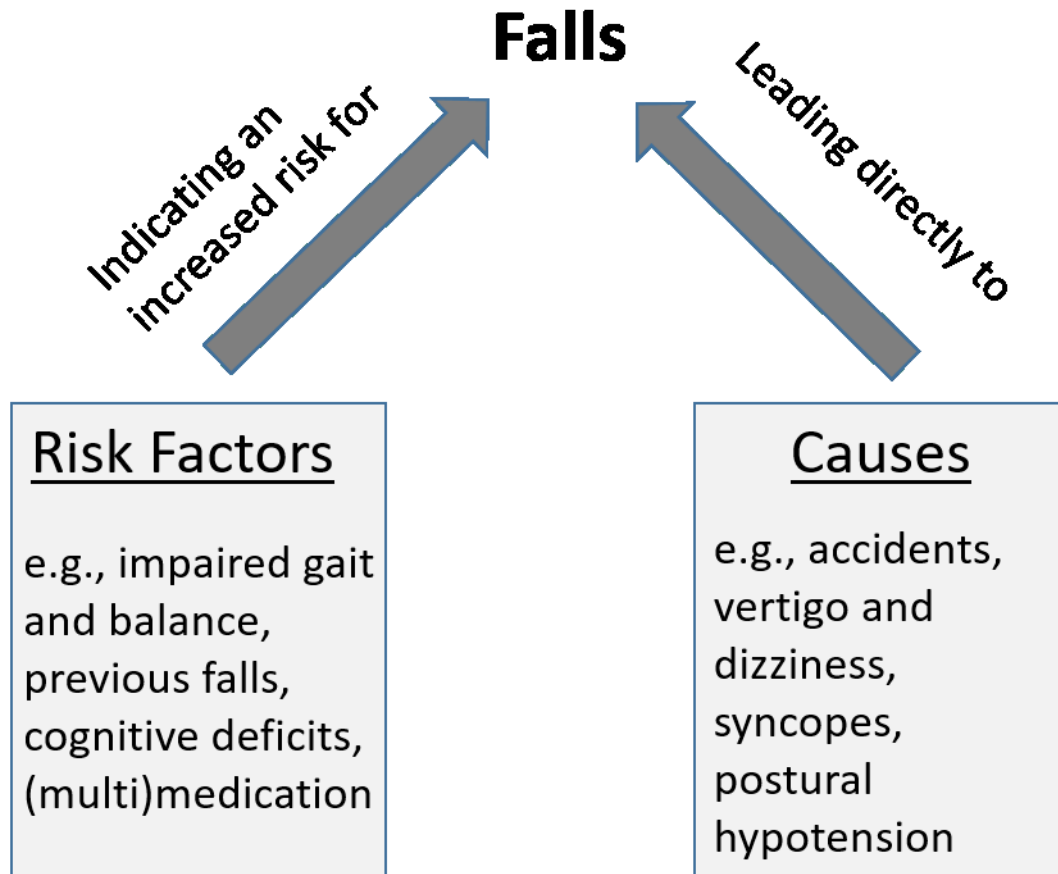 Falls
Indicating an
increased risk for
Leading directly to
Risk Factors
e.g., impaired gait
and balance,
previous falls,
cognitive deficits,
(multi)medication
Causes
e.g., accidents,
vertigo and
dizziness,
syncopes,
postural
hypotension